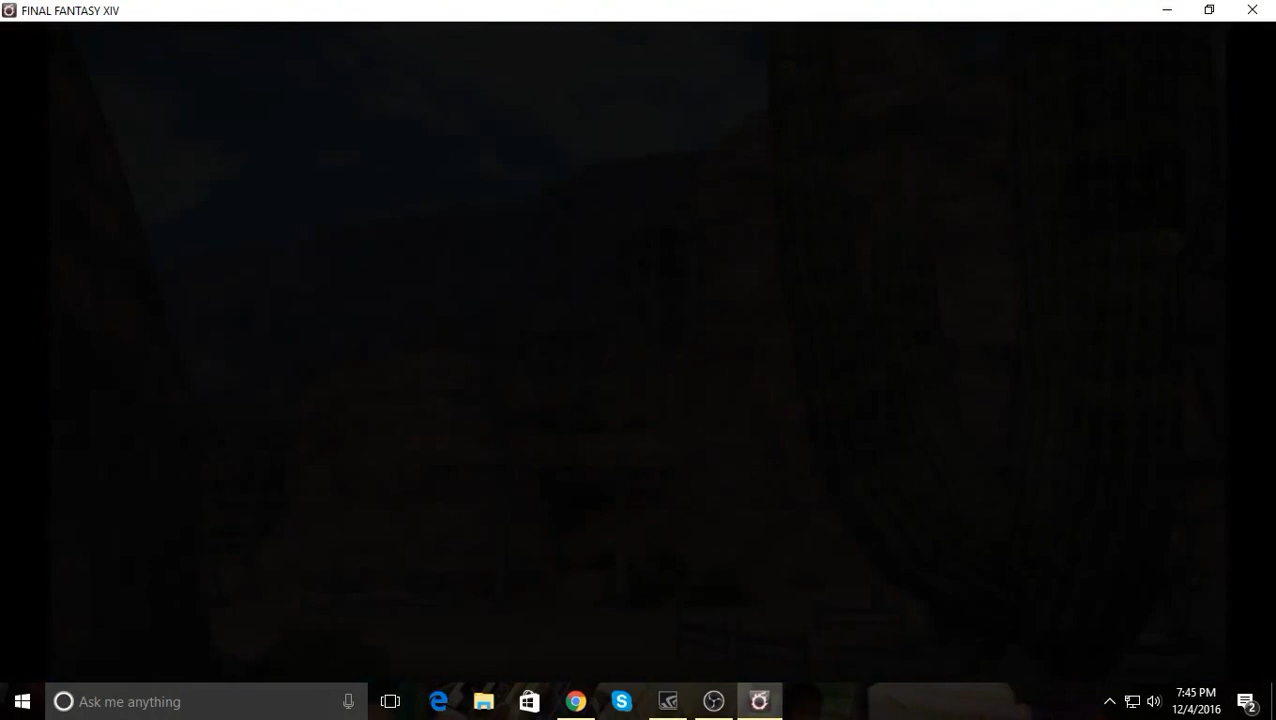 FINAL FANTASY XIV
Ask me anything
7:45 PM
12/4/2016
2